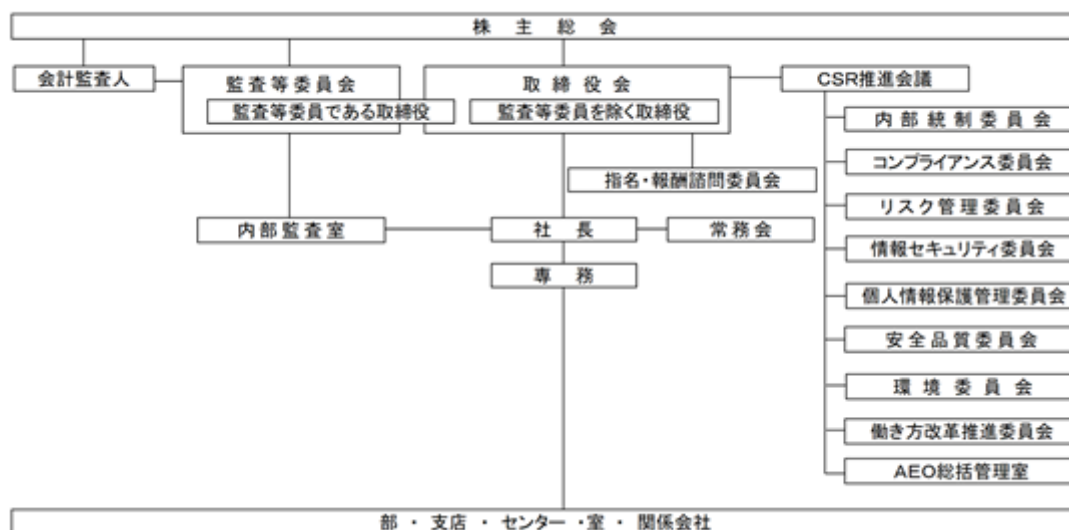 株主総会
会計監査人
監査等委員会
監査等委員である取締役
取締役会
監査等委員を除く取締役
CSR推進会議
内部統制委員会
コンプライアンス委員会
指名・報酬諮問委員会
リスク管理委員会
内部監査室
社長
常務会
情報セキュリティ委員会
専務
個人情報保護管理委員会
安全品質委員会
環境委員会
働き方改革推進委員会
AEO総括管理室
部・支店・センター・室・関係会社